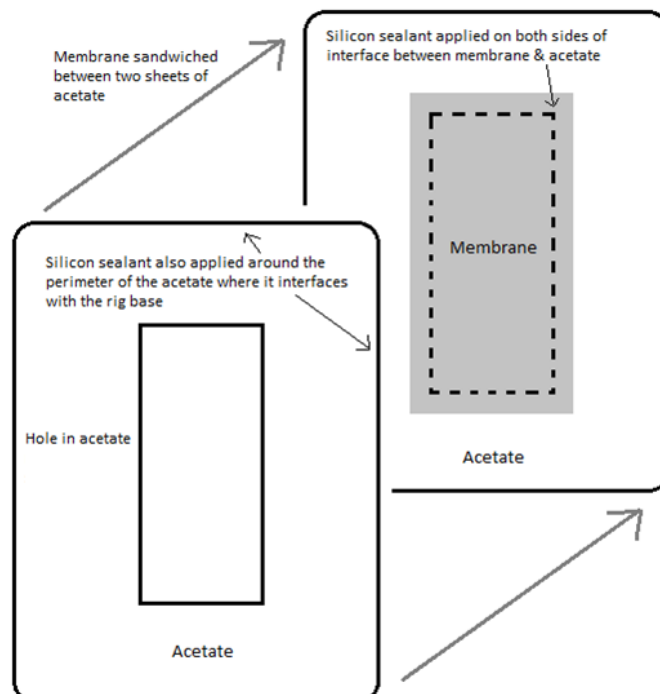 Membrane sandwiched
between two sheets of
acetate
Silicon sealant applied on both sides of
interface between membrane & acetate
Membrane
Acetate
Silicon sealant also applied around the
perimeter of the acetate where it interfaces
with the rig base
Hole in acetate
Acetate